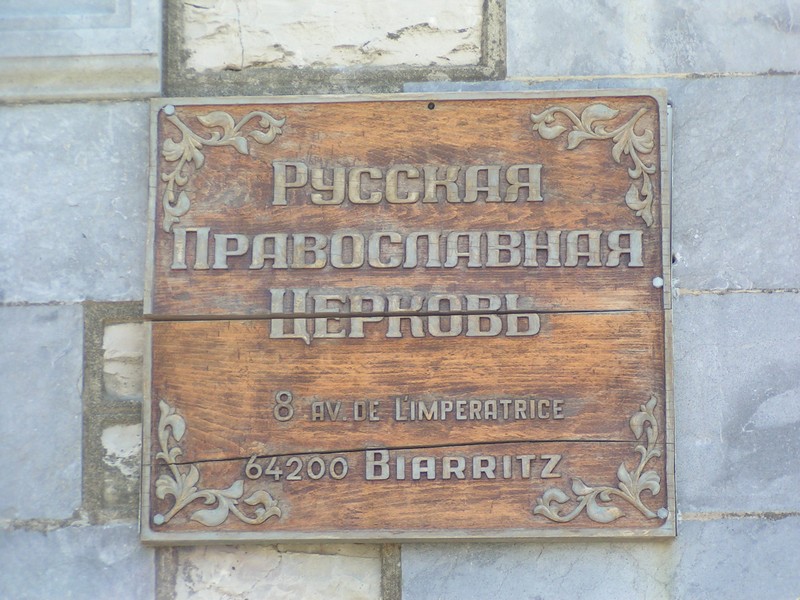 Русская
Православная
Церковь
8 av. de l'Imperatrice
64200 Biarritz